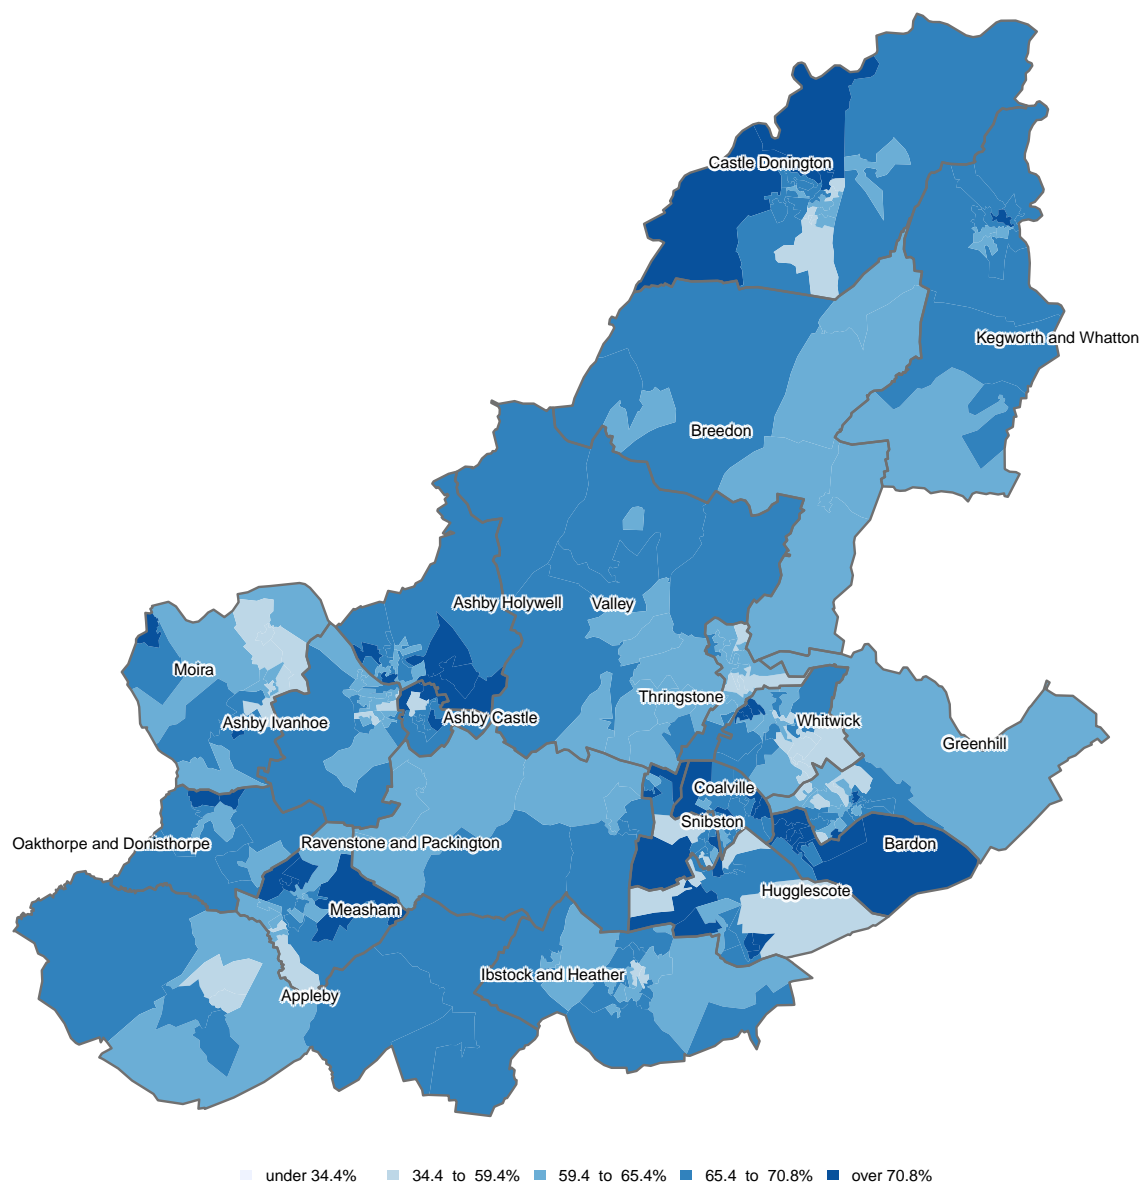 Castle Donington
Kegworth and Whatton
Breedon
Ashby Holywell
Valley
Moira
Thringstone
Ashby Ivanhoe
Ashby Castle
Whitwick
Greenhill
Coalville
Snibston
Oakthorpe and Donisthorpe
Ravenstone and Packington
Bardon
Hugglescote
Measham
Ibstock and Heather
Appleby
under 34.4%
34.4 to 59.4%
59.4 to 65.4%
65.4 to 70.8%
over 70.8%